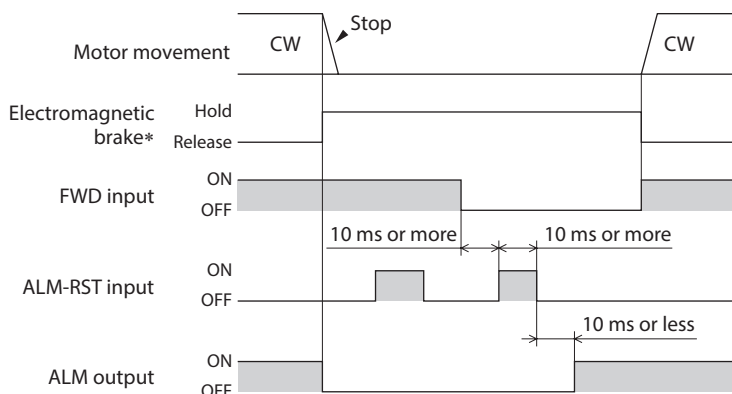 Stop
Motor movement
CW
CW
Electromagnetic
brake*
Hold
Release
FWD input
ON
OFF
10 ms or more
10 ms or more
ALM-RST input
ON
OFF
10 ms or less
ALM output
ON
OFF